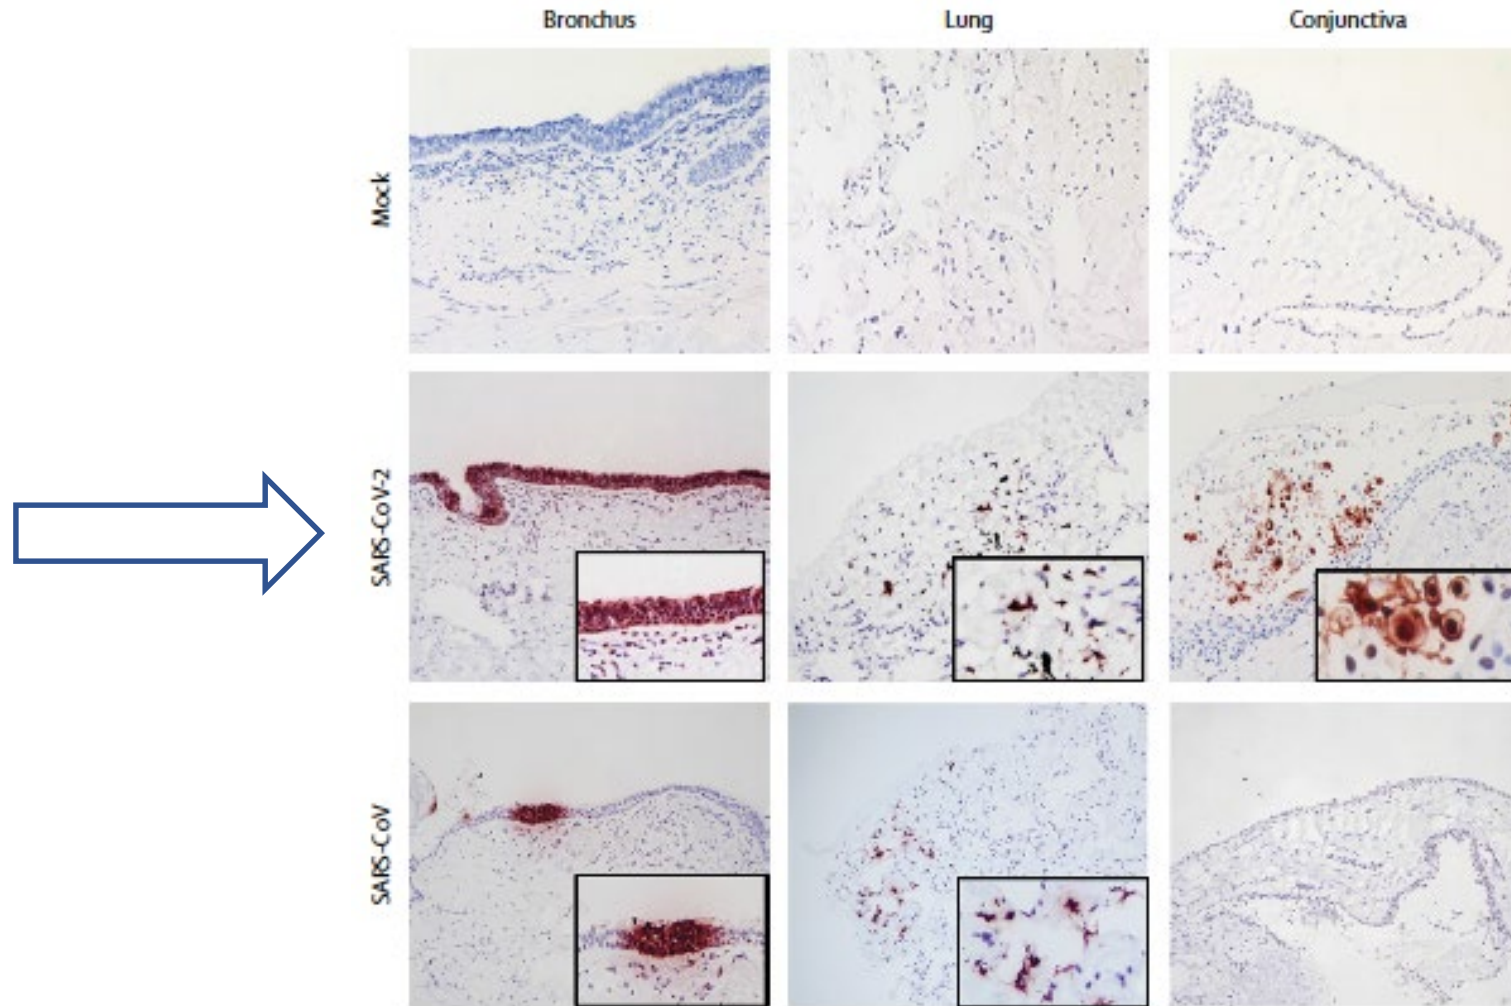 Bronchus
Lung
Conjunctiva
Mock
SARS-CoV-2
SARS-CoV